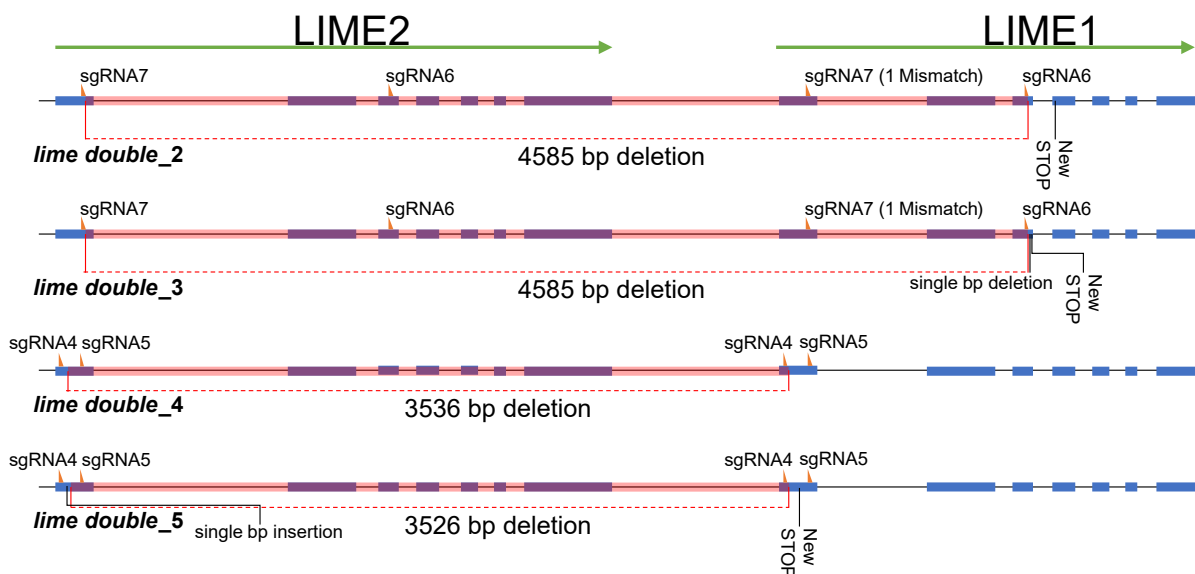 LIME2 LIME1
sgRNA7 sgRNA6 sgRNA7 (1 Mismatch) sgRNA6
lime double_2 4585 bp deletion New STOP
sgRNA7 sgRNA6 sgRNA7 (1 Mismatch) sgRNA6
lime double_3 4585 bp deletion single bp deletion New STOP
sgRNA4 sgRNA5 sgRNA4 sgRNA5
lime double_4 3536 bp deletion
sgRNA4 sgRNA5 sgRNA4 sgRNA5
lime double_5 single bp insertion 3526 bp deletion New STOP